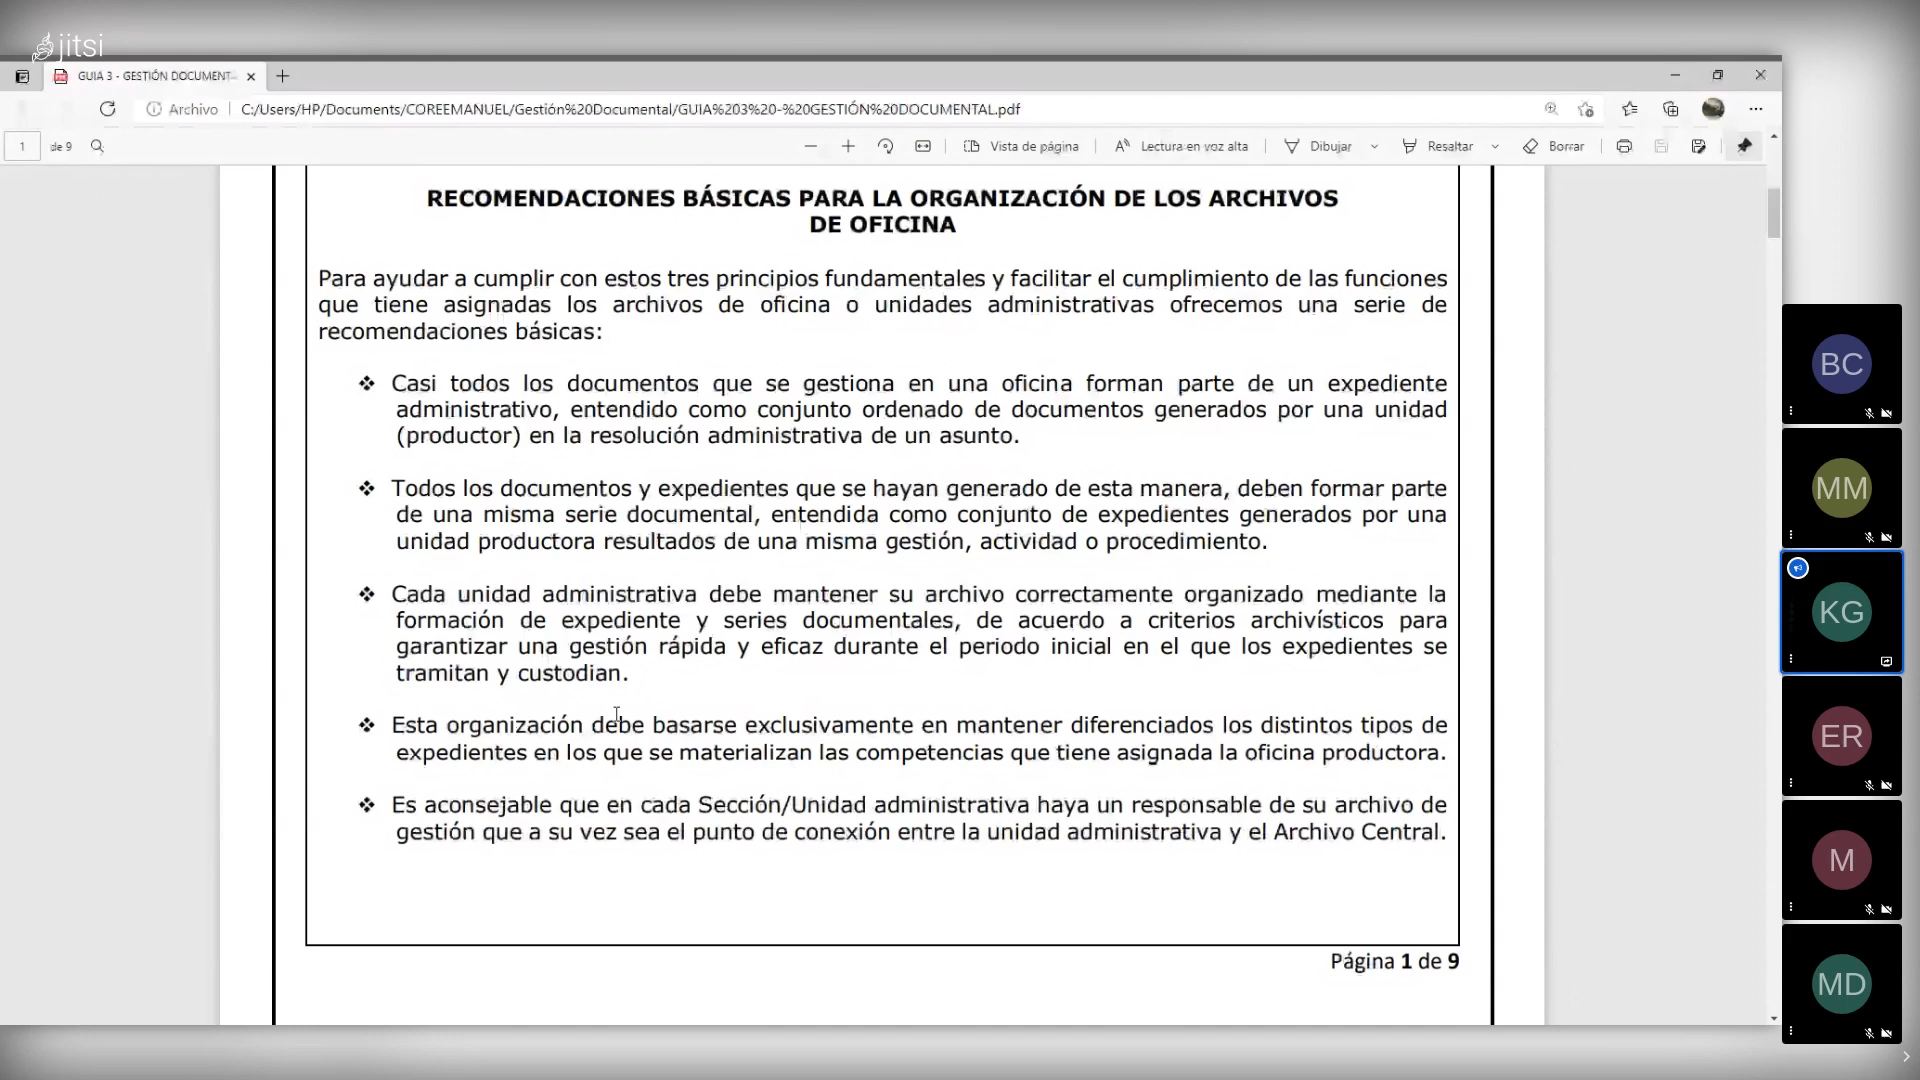 jitsi
GUIA 3 - GESTIÓN DOCUMENT
Archivo
C:/Users/HP/Documents/COREEMANUEL/Gestión%20Documental/GUIA%203%20-%20GESTIÓN%20DOCUMENTAL.pdf
1 de 9
Vista de página
Lectura en voz alta
Dibujar
Resaltar
Borrar
RECOMENDACIONES BÁSICAS PARA LA ORGANIZACIÓN DE LOS ARCHIVOS
DE OFICINA
Para ayudar a cumplir con estos tres principios fundamentales y facilitar el cumplimiento de las funciones
que tiene asignadas los archivos de oficina o unidades administrativas ofrecemos una serie de
recomendaciones básicas:
❖ Casi todos los documentos que se gestiona en una oficina forman parte de un expediente
administrativo, entendido como conjunto ordenado de documentos generados por una unidad
(productor) en la resolución administrativa de un asunto.
❖ Todos los documentos y expedientes que se hayan generado de esta manera, deben formar parte
de una misma serie documental, entendida como conjunto de expedientes generados por una
unidad productora resultados de una misma gestión, actividad o procedimiento.
❖ Cada unidad administrativa debe mantener su archivo correctamente organizado mediante la
formación de expediente y series documentales, de acuerdo a criterios archivísticos para
garantizar una gestión rápida y eficaz durante el periodo inicial en el que los expedientes se
tramitan y custodian.
❖ Esta organización debe basarse exclusivamente en mantener diferenciados los distintos tipos de
expedientes en los que se materializan las competencias que tiene asignada la oficina productora.
❖ Es aconsejable que en cada Sección/Unidad administrativa haya un responsable de su archivo de
gestión que a su vez sea el punto de conexión entre la unidad administrativa y el Archivo Central.
Página 1 de 9
BC
MM
KG
ER
M
MD